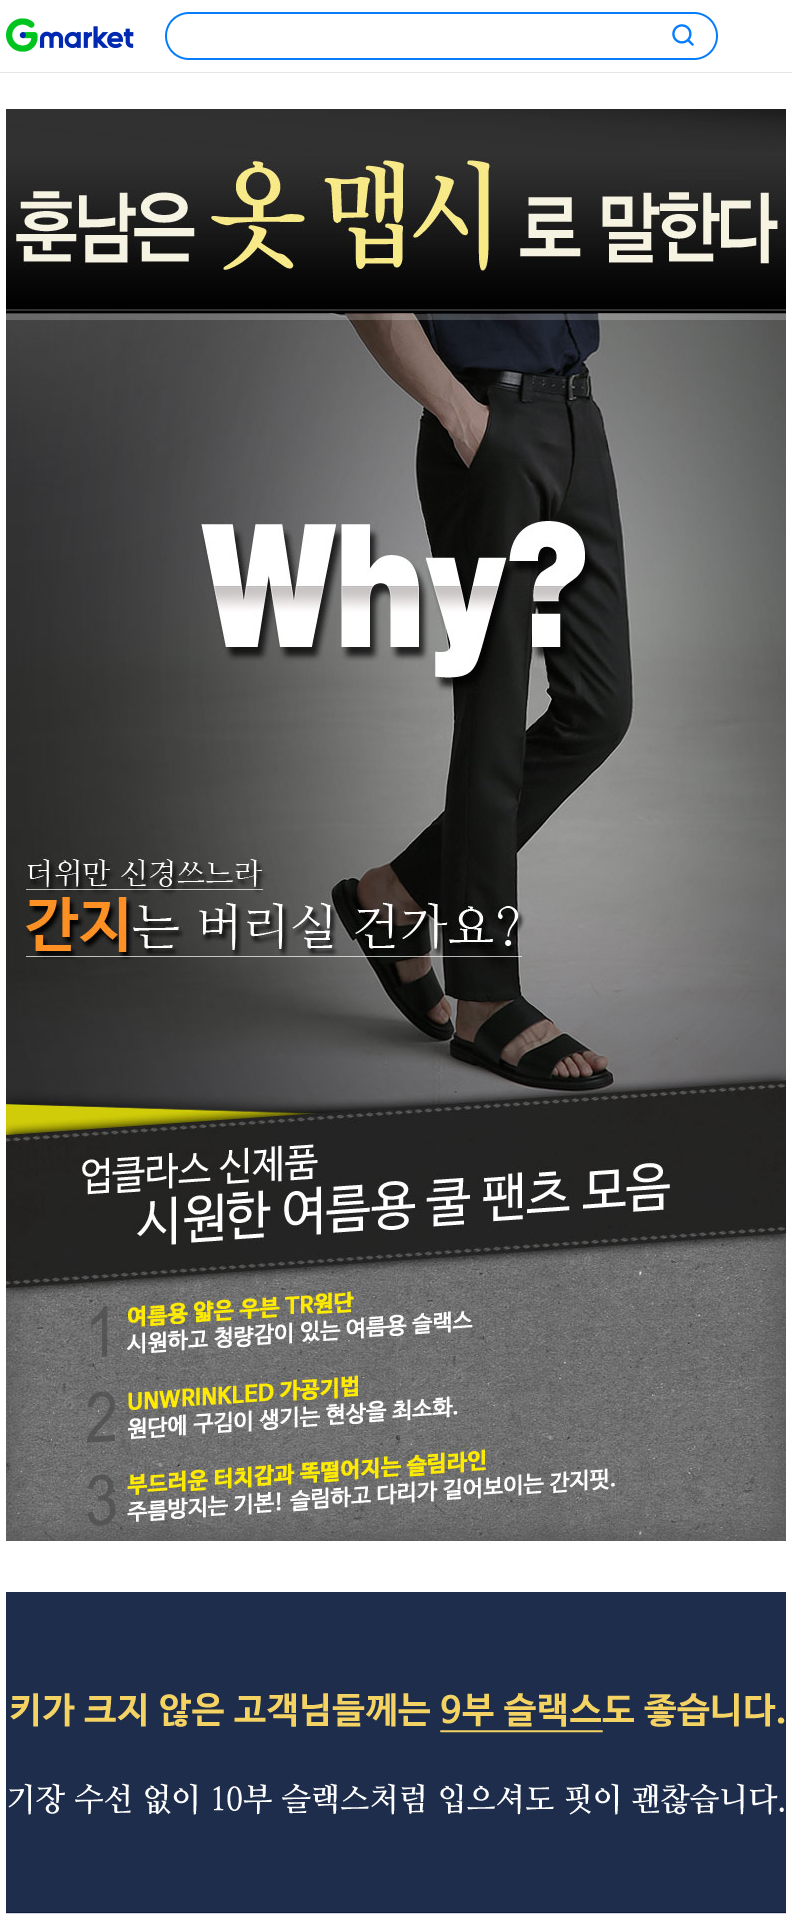 Gmarket
훈남은 옷 맵시로 말한다
Why?
더위만 신경쓰느라
간지는 버리실 건가요?
업클라스 신제품
시원한 여름용 쿨 팬츠 모음
1 여름용 얇은 우븐 TR원단
시원하고 청량감이 있는 여름용 슬랙스
2 UNWRINKLED 가공기법
원단에 구김이 생기는 현상을 최소화.
3 부드러운 터치감과 똑떨어지는 슬림라인
주름방지는 기본! 슬림하고 다리가 길어보이는 간지핏.
키가 크지 않은 고객님들께는 9부 슬랙스도 좋습니다.
기장 수선 없이 10부 슬랙스처럼 입으셔도 핏이 괜찮습니다.